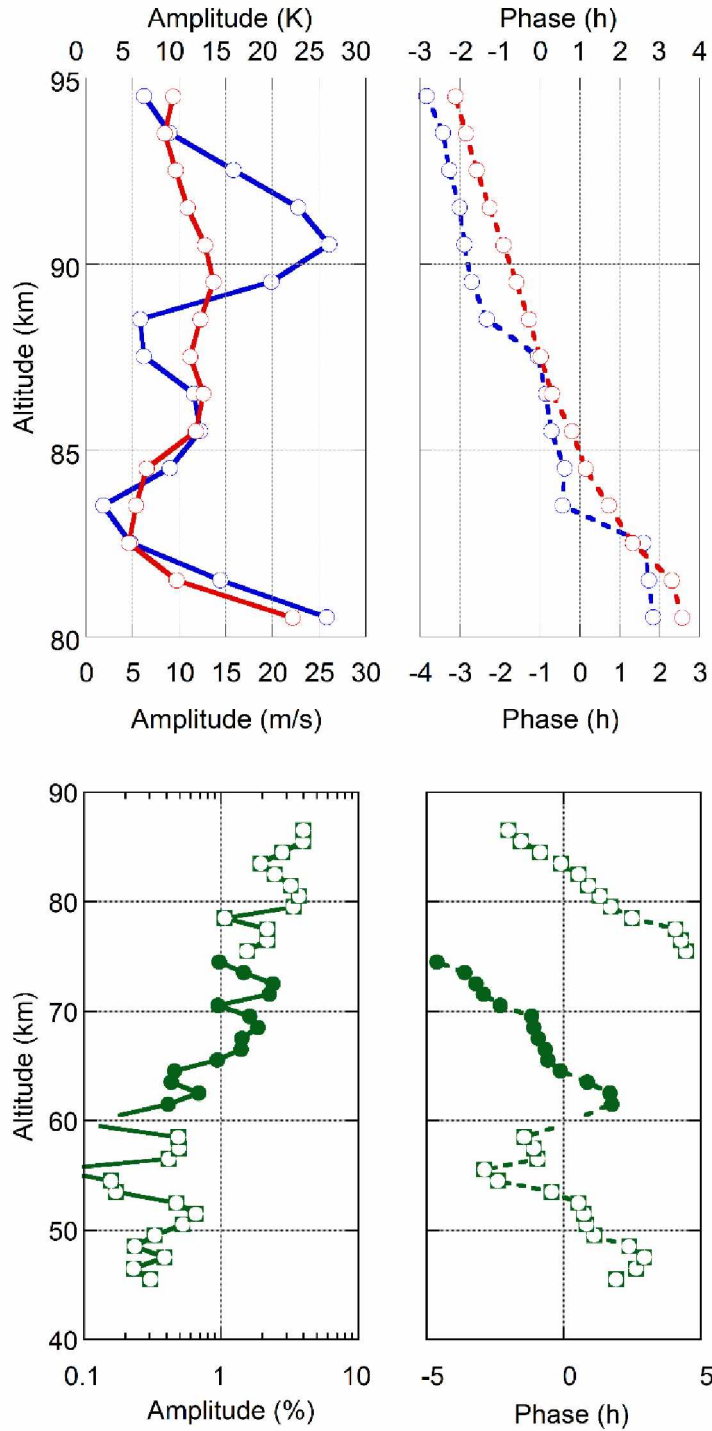 Amplitude (K) Phase (h)
0 5 10 15 20 25 30 -3 -2 -1 0 1 2 3 4
95
90
85
80
Altitude (km)
0 5 10 15 20 25 30 -4 -3 -2 -1 0 1 2 3
Amplitude (m/s) Phase (h)
90
80
70
60
50
40
Altitude (km)
0.1 1 10 -5 0 5
Amplitude (%) Phase (h)